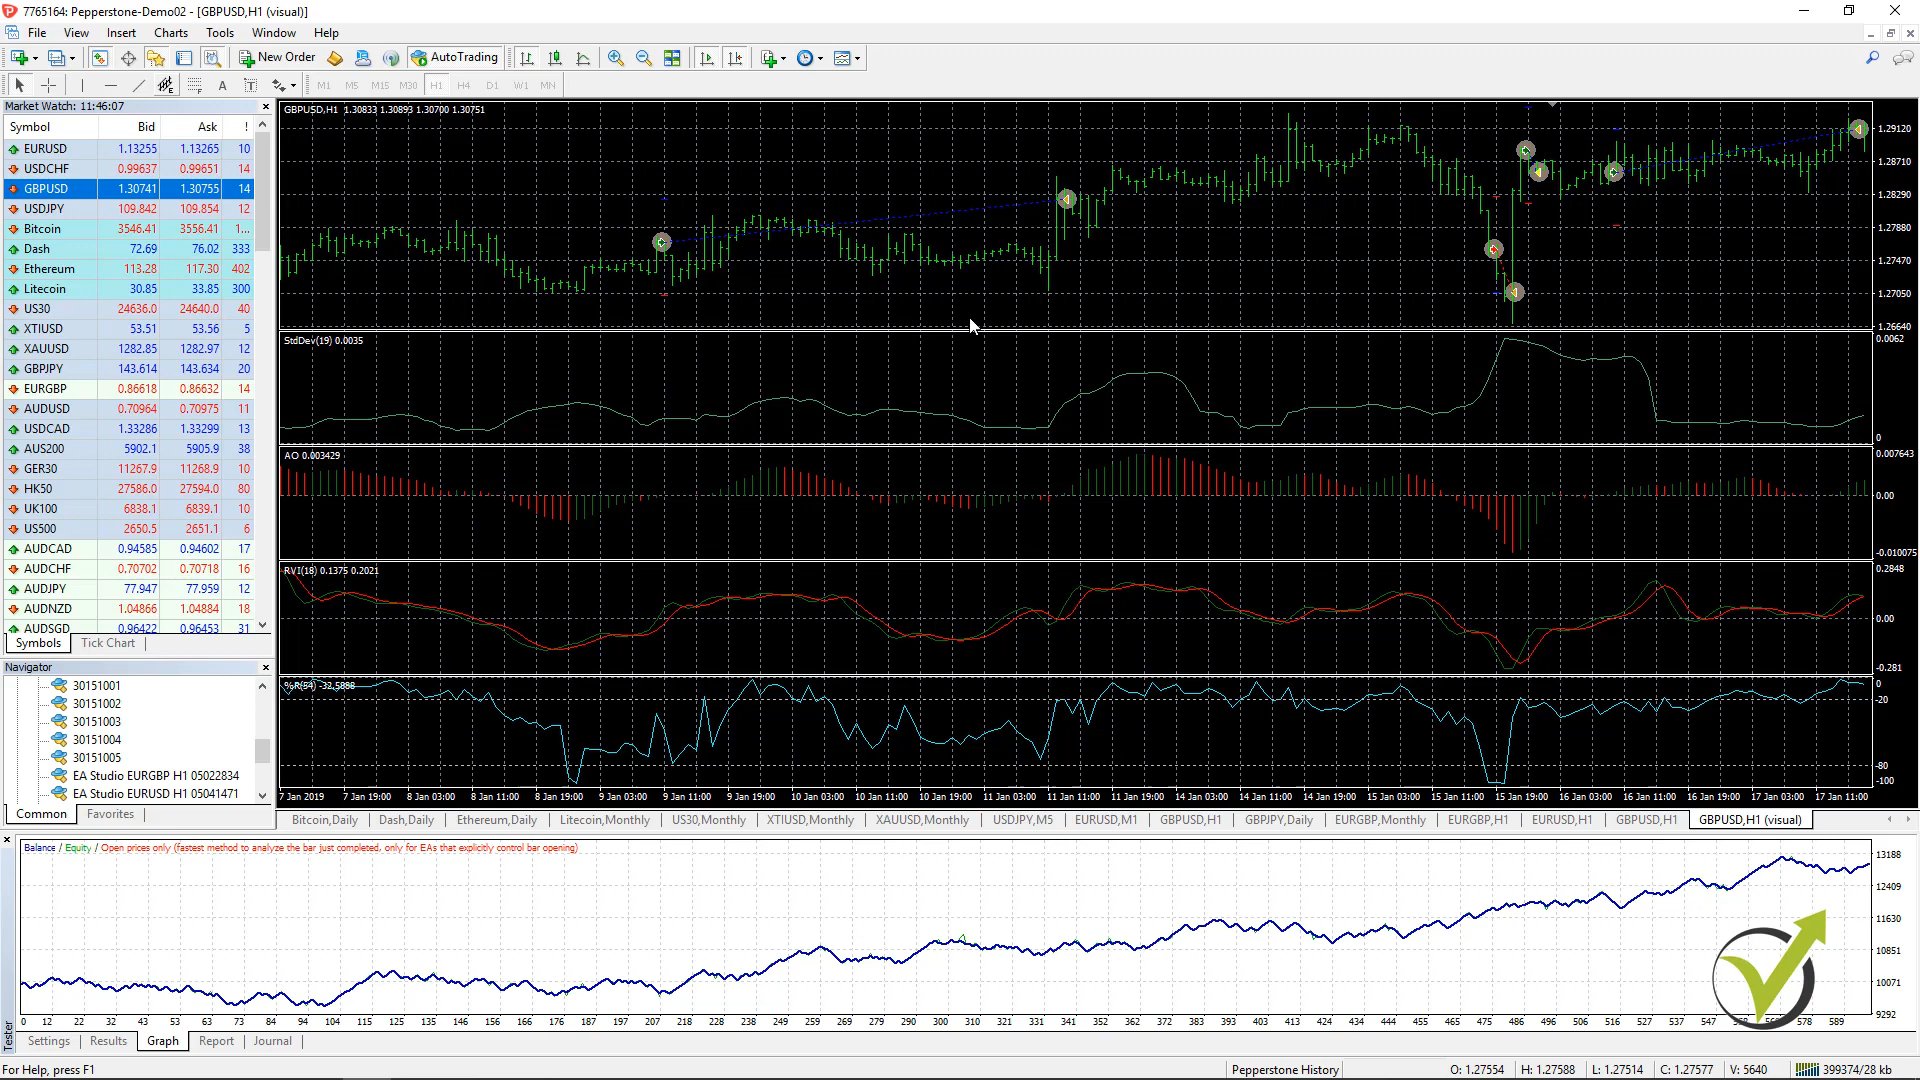 7765164: Pepperstone-Demo02 - [GBPUSD,H1 (visual)]
File View Insert Charts Tools Window Help
New Order AutoTrading
A T M1 M5 M15 M30 H1 H4 D1 W1 MN
Market Watch: 11:46:07
Symbol Bid Ask !
EURUSD 1.13255 1.13265 10
USDCHF 0.99637 0.99651 14
GBPUSD 1.30741 1.30755 14
USDJPY 109.842 109.854 12
Bitcoin 3546.41 3556.41 1...
Dash 72.69 76.02 333
Ethereum 113.28 117.30 402
Litecoin 30.85 33.85 300
US30 24636.0 24640.0 40
XTIUSD 53.51 53.56 5
XAUUSD 1282.85 1282.97 12
GBPJPY 143.614 143.634 20
EURGBP 0.86618 0.86632 14
AUDUSD 0.70964 0.70975 11
USDCAD 1.33286 1.33299 13
AUS200 5902.1 5905.9 38
GER30 11267.9 11268.9 10
HK50 27586.0 27594.0 80
UK100 6838.1 6839.1 10
US500 2650.5 2651.1 6
AUDCAD 0.94585 0.94602 17
AUDCHF 0.70702 0.70718 16
AUDJPY 77.947 77.959 12
AUDNZD 1.04866 1.04884 18
AUDSGD 0.96422 0.96453 31
Symbols Tick Chart
Navigator
30151001
30151002
30151003
30151004
30151005
EA Studio EURGBP H1 05022834
EA Studio EURUSD H1 05041471
Common Favorites
GBPUSD,H1 1.30833 1.30893 1.30700 1.30751
1.29120
1.28710
1.28290
1.27880
1.27470
1.27050
1.26640
StdDev(19) 0.0035
0.0062
0
AO 0.003429
0.007643
0.00
-0.010075
RVI(18) 0.1375 0.2021
0.2848
0.00
-0.281
%R(54) -32.5888
0
-20
-80
-100
7 Jan 2019 7 Jan 19:00 8 Jan 03:00 8 Jan 11:00 8 Jan 19:00 9 Jan 03:00 9 Jan 11:00 9 Jan 19:00 10 Jan 03:00 10 Jan 11:00 10 Jan 19:00 11 Jan 03:00 11 Jan 11:00 11 Jan 19:00 14 Jan 03:00 14 Jan 11:00 14 Jan 19:00 15 Jan 03:00 15 Jan 11:00 15 Jan 19:00 16 Jan 03:00 16 Jan 11:00 16 Jan 19:00 17 Jan 03:00 17 Jan 11:00
Bitcoin,Daily Dash,Daily Ethereum,Daily Litecoin,Monthly US30,Monthly XTIUSD,Monthly XAUUSD,Monthly USDJPY,M5 EURUSD,M1 GBPUSD,H1 GBPJPY,Daily EURGBP,Monthly EURGBP,H1 EURUSD,H1 GBPUSD,H1 GBPUSD,H1 (visual)
Balance / Equity / Open prices only (fastest method to analyze the bar just completed, only for EAs that explicitly control bar opening)
13188
12409
11630
10851
10071
9292
0 12 22 32 43 53 63 73 84 94 104 115 125 135 146 156 166 176 187 197 207 218 228 238 249 259 269 279 290 300 310 321 331 341 352 362 372 383 393 403 413 424 434 444 455 465 475 486 496 506 516 527 537 547 578 589
Tester
Settings Results Graph Report Journal
For Help, press F1
Pepperstone History O: 1.27554 H: 1.27588 L: 1.27514 C: 1.27577 V: 5640 399374/28 kb